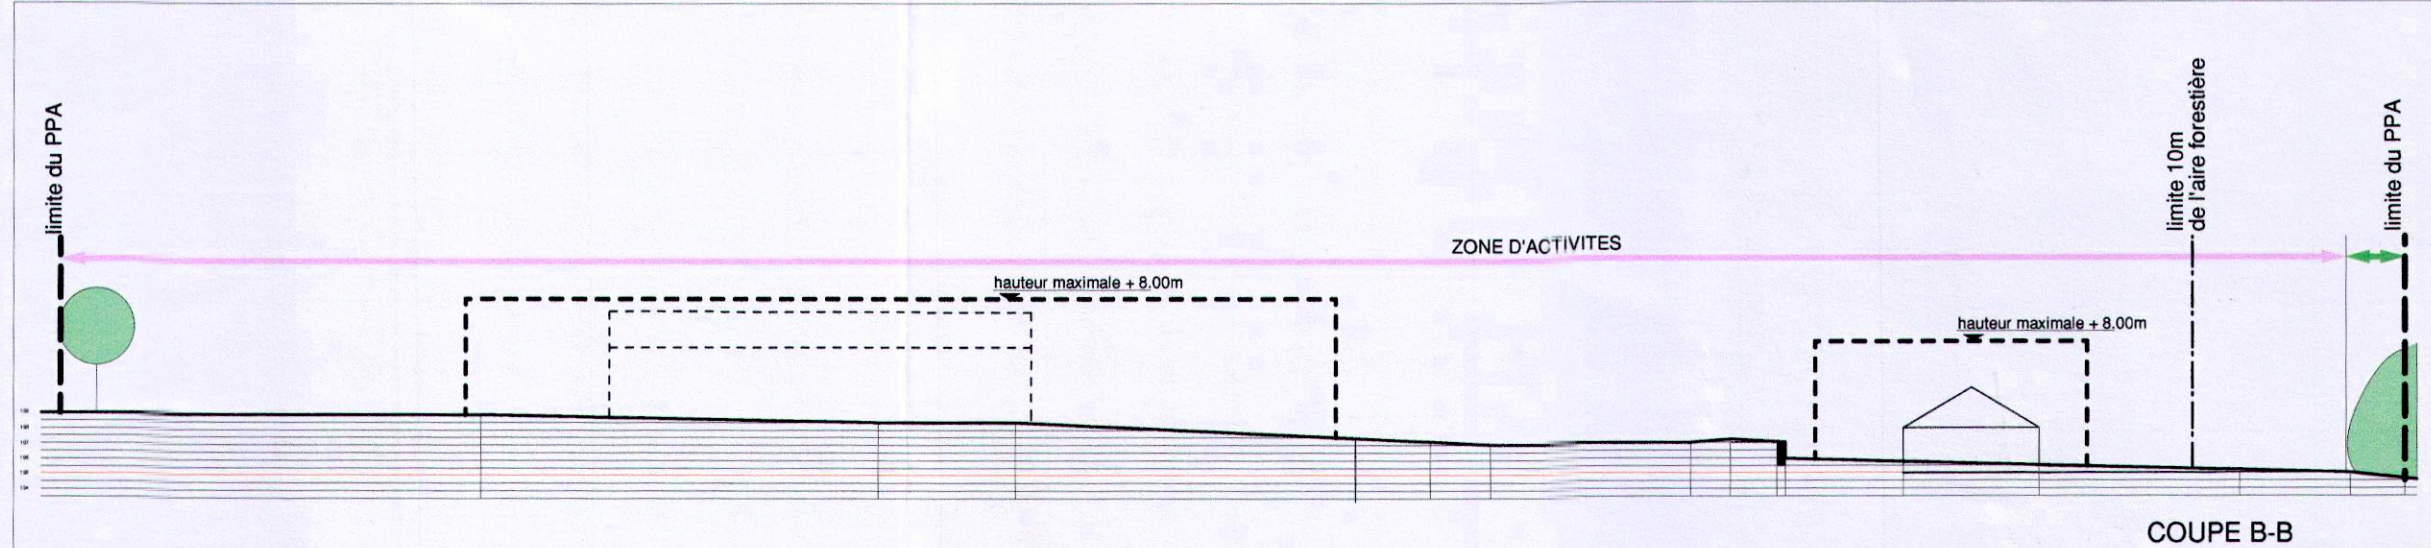 limite du PPA
limite 10m
de l'aire forestière
limite du PPA
ZONE D'ACTIVITES
hauteur maximale + 8.00m
hauteur maximale + 8.00m
COUPE B-B